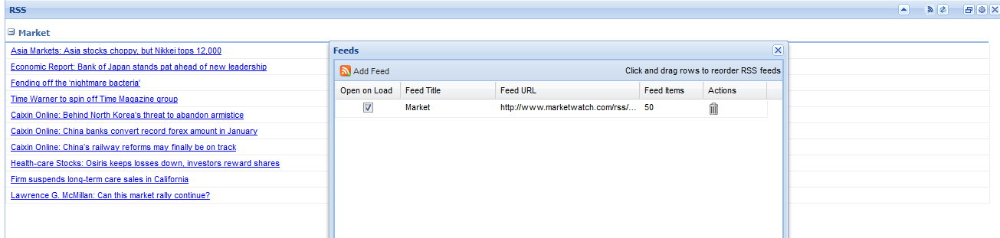 RSS
Market
Asia Markets: Asia stocks choppy, but Nikkei tops 12,000
Economic Report: Bank of Japan stands pat ahead of new leadership
Fending off the ‘nightmare bacteria’
Time Warner to spin off Time Magazine group
Caixin Online: Behind North Korea's threat to abandon armistice
Caixin Online: China banks convert record forex amount in January
Caixin Online: China's railway reforms may finally be on track
Health-care Stocks: Osiris keeps losses down, investors reward shares
Firm suspends long-term care sales in California
Lawrence G. McMillan: Can this market rally continue?
Feeds
Add Feed Click and drag rows to reorder RSS feeds
Open on Load Feed Title Feed URL Feed Items Actions
Market http://www.marketwatch.com/rss/... 50